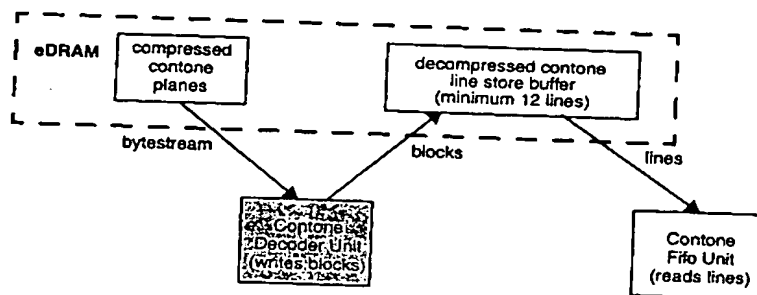 eDRAM
compressed
contone
planes
decompressed contone
line store buffer
(minimum 12 lines)
bytestream
blocks
lines
Contone
Decoder Unit
(writes blocks)
Contone
Fifo Unit
(reads lines)